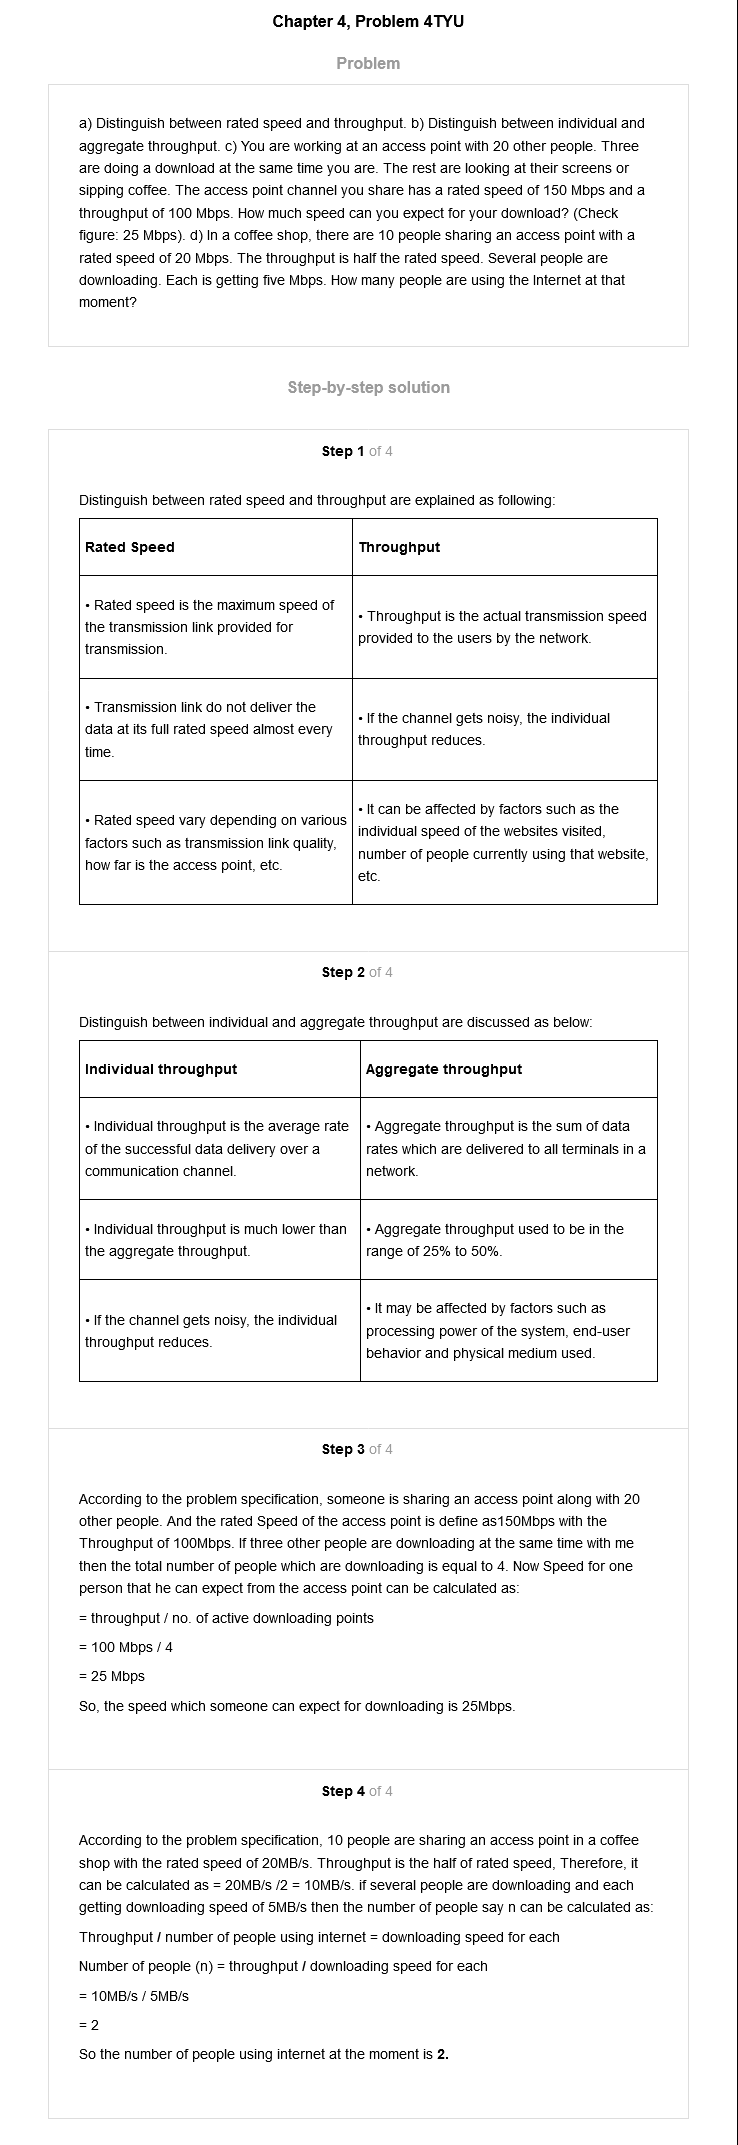 Chapter 4, Problem 4TYU
Problem
a) Distinguish between rated speed and throughput. b) Distinguish between individual and
aggregate throughput. c) You are working at an access point with 20 other people. Three
are doing a download at the same time you are. The rest are looking at their screens or
sipping coffee. The access point channel you share has a rated speed of 150 Mbps and a
throughput of 100 Mbps. How much speed can you expect for your download? (Check
figure: 25 Mbps). d) In a coffee shop, there are 10 people sharing an access point with a
rated speed of 20 Mbps. The throughput is half the rated speed. Several people are
downloading. Each is getting five Mbps. How many people are using the Internet at that
moment?
Step-by-step solution
Step 1 of 4
Distinguish between rated speed and throughput are explained as following:
Rated Speed
Throughput
• Rated speed is the maximum speed of
the transmission link provided for
transmission.
• Throughput is the actual transmission speed
provided to the users by the network.
• Transmission link do not deliver the
data at its full rated speed almost every
time.
• If the channel gets noisy, the individual
throughput reduces.
• Rated speed vary depending on various
factors such as transmission link quality,
how far is the access point, etc.
• It can be affected by factors such as the
individual speed of the websites visited,
number of people currently using that website,
etc.
Step 2 of 4
Distinguish between individual and aggregate throughput are discussed as below:
Individual throughput
Aggregate throughput
• Individual throughput is the average rate
of the successful data delivery over a
communication channel.
• Aggregate throughput is the sum of data
rates which are delivered to all terminals in a
network.
• Individual throughput is much lower than
the aggregate throughput.
• Aggregate throughput used to be in the
range of 25% to 50%.
• If the channel gets noisy, the individual
throughput reduces.
• It may be affected by factors such as
processing power of the system, end-user
behavior and physical medium used.
Step 3 of 4
According to the problem specification, someone is sharing an access point along with 20
other people. And the rated Speed of the access point is define as150Mbps with the
Throughput of 100Mbps. If three other people are downloading at the same time with me
then the total number of people which are downloading is equal to 4. Now Speed for one
person that he can expect from the access point can be calculated as:
= throughput / no. of active downloading points
= 100 Mbps / 4
= 25 Mbps
So, the speed which someone can expect for downloading is 25Mbps.
Step 4 of 4
According to the problem specification, 10 people are sharing an access point in a coffee
shop with the rated speed of 20MB/s. Throughput is the half of rated speed, Therefore, it
can be calculated as = 20MB/s /2 = 10MB/s. if several people are downloading and each
getting downloading speed of 5MB/s then the number of people say n can be calculated as:
Throughput / number of people using internet = downloading speed for each
Number of people (n) = throughput / downloading speed for each
= 10MB/s / 5MB/s
= 2
So the number of people using internet at the moment is 2.